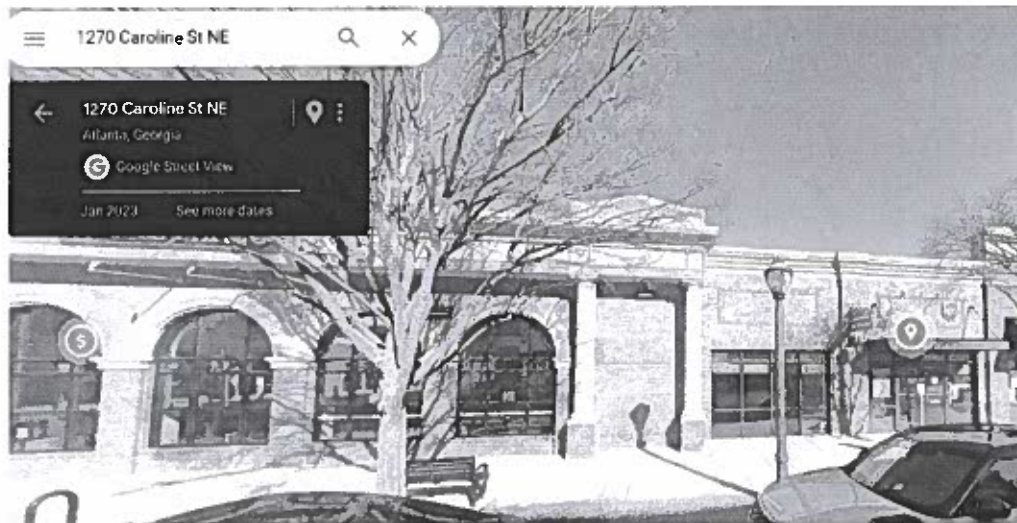 1270 Caroline St NE
1270 Caroline St NE
Atlanta, Georgia
Google Street View
Jan 2023 See more dates